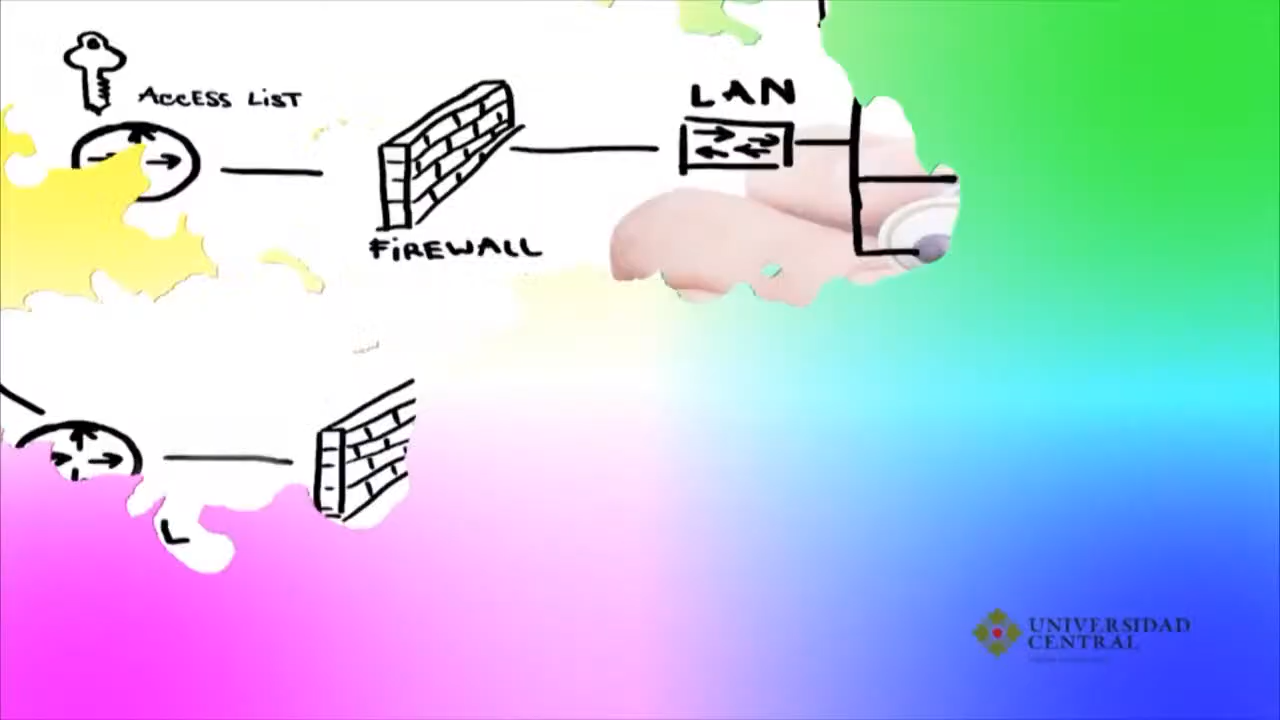 ACCESS LIST
LAN
FIREWALL
L
UNIVERSIDAD
CENTRAL